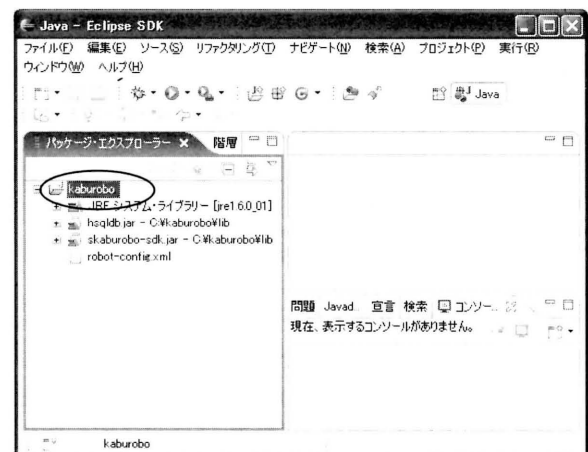 Java - Eclipse SDK
ファイル(F) 編集(E) ソース(S) リファクタリング(T) ナビゲート(N) 検索(A) プロジェクト(P) 実行(R)
ウィンドウ(W) ヘルプ(H)
Java
パッケージ・エクスプローラー 階層
kaburobo
JRE システム・ライブラリー [jre1.6.0_01]
hsqldb.jar - C:¥kaburobo¥lib
skaburobo-sdk.jar - C:¥kaburobo¥lib
robot-config.xml
問題 Javad... 宣言 検索 コンソー...
現在、表示するコンソールがありません。
kaburobo